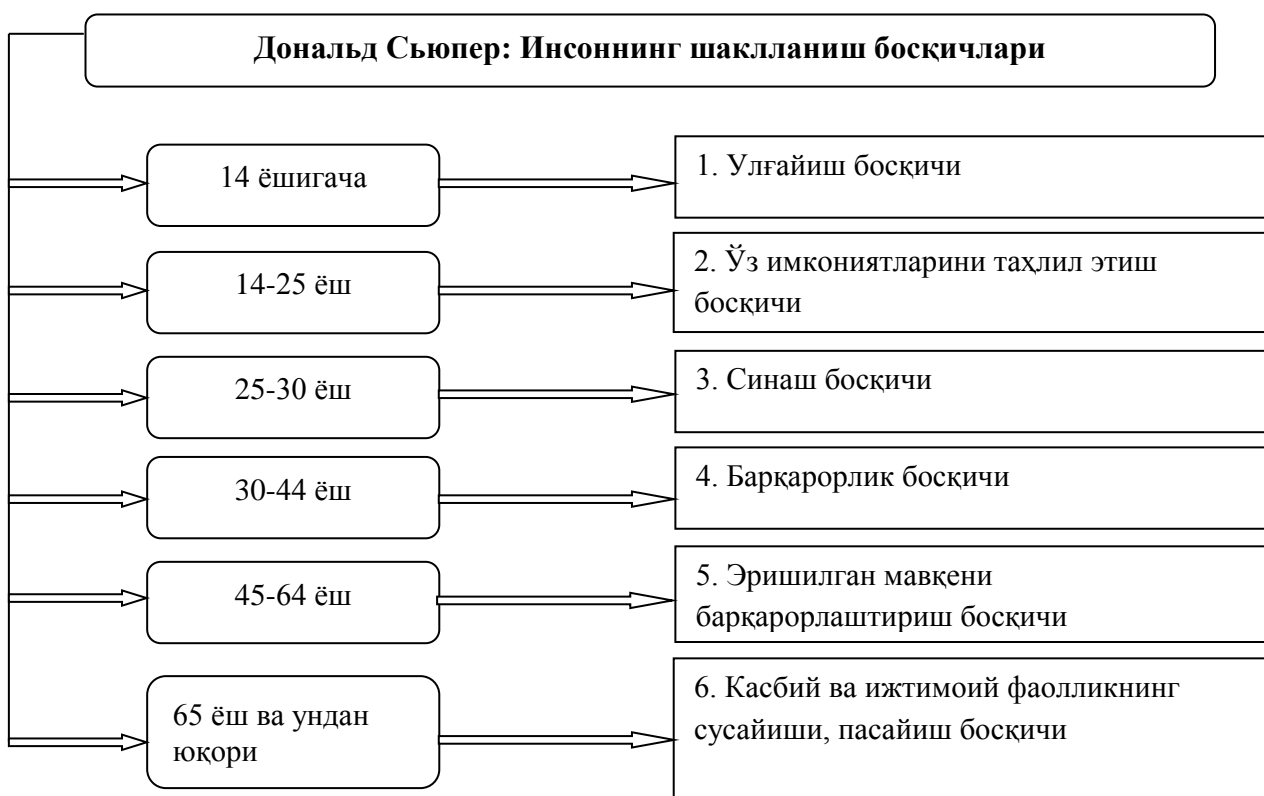 Дональд Сьюпер: Инсоннинг шаклланиш босқичлари
14 ёшигача
1. Улғайиш босқичи
14-25 ёш
2. Ўз имкониятларини таҳлил этиш
босқичи
25-30 ёш
3. Синаш босқичи
30-44 ёш
4. Барқарорлик босқичи
45-64 ёш
5. Эришилган мавқени
барқарорлаштириш босқичи
65 ёш ва ундан
юқори
6. Касбий ва ижтимоий фаолликнинг
сусайиши, пасайиш босқичи